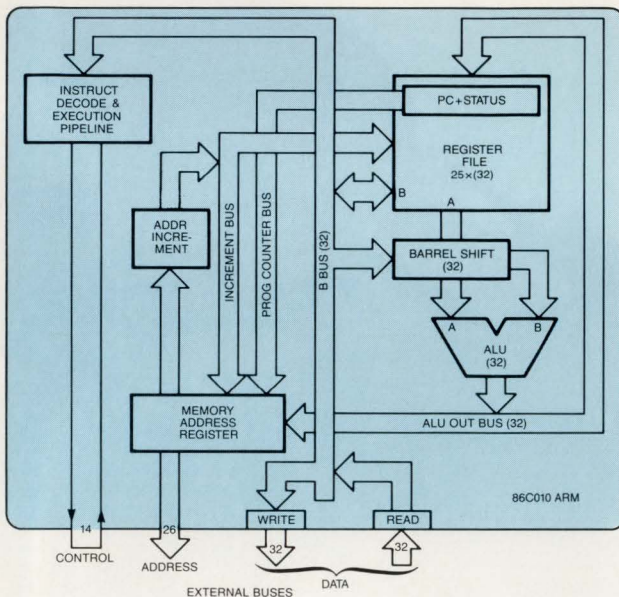 INSTRUCT
DECODE &
EXECUTION
PIPELINE
PC+STATUS
REGISTER
FILE
25×(32)
B
A
ADDR
INCRE-
MENT
INCREMENT BUS
PROG COUNTER BUS
B BUS (32)
BARREL SHIFT
(32)
A
B
ALU
(32)
MEMORY
ADDRESS
REGISTER
ALU OUT BUS (32)
86C010 ARM
WRITE
READ
14
26
32
32
CONTROL
ADDRESS
DATA
EXTERNAL BUSES